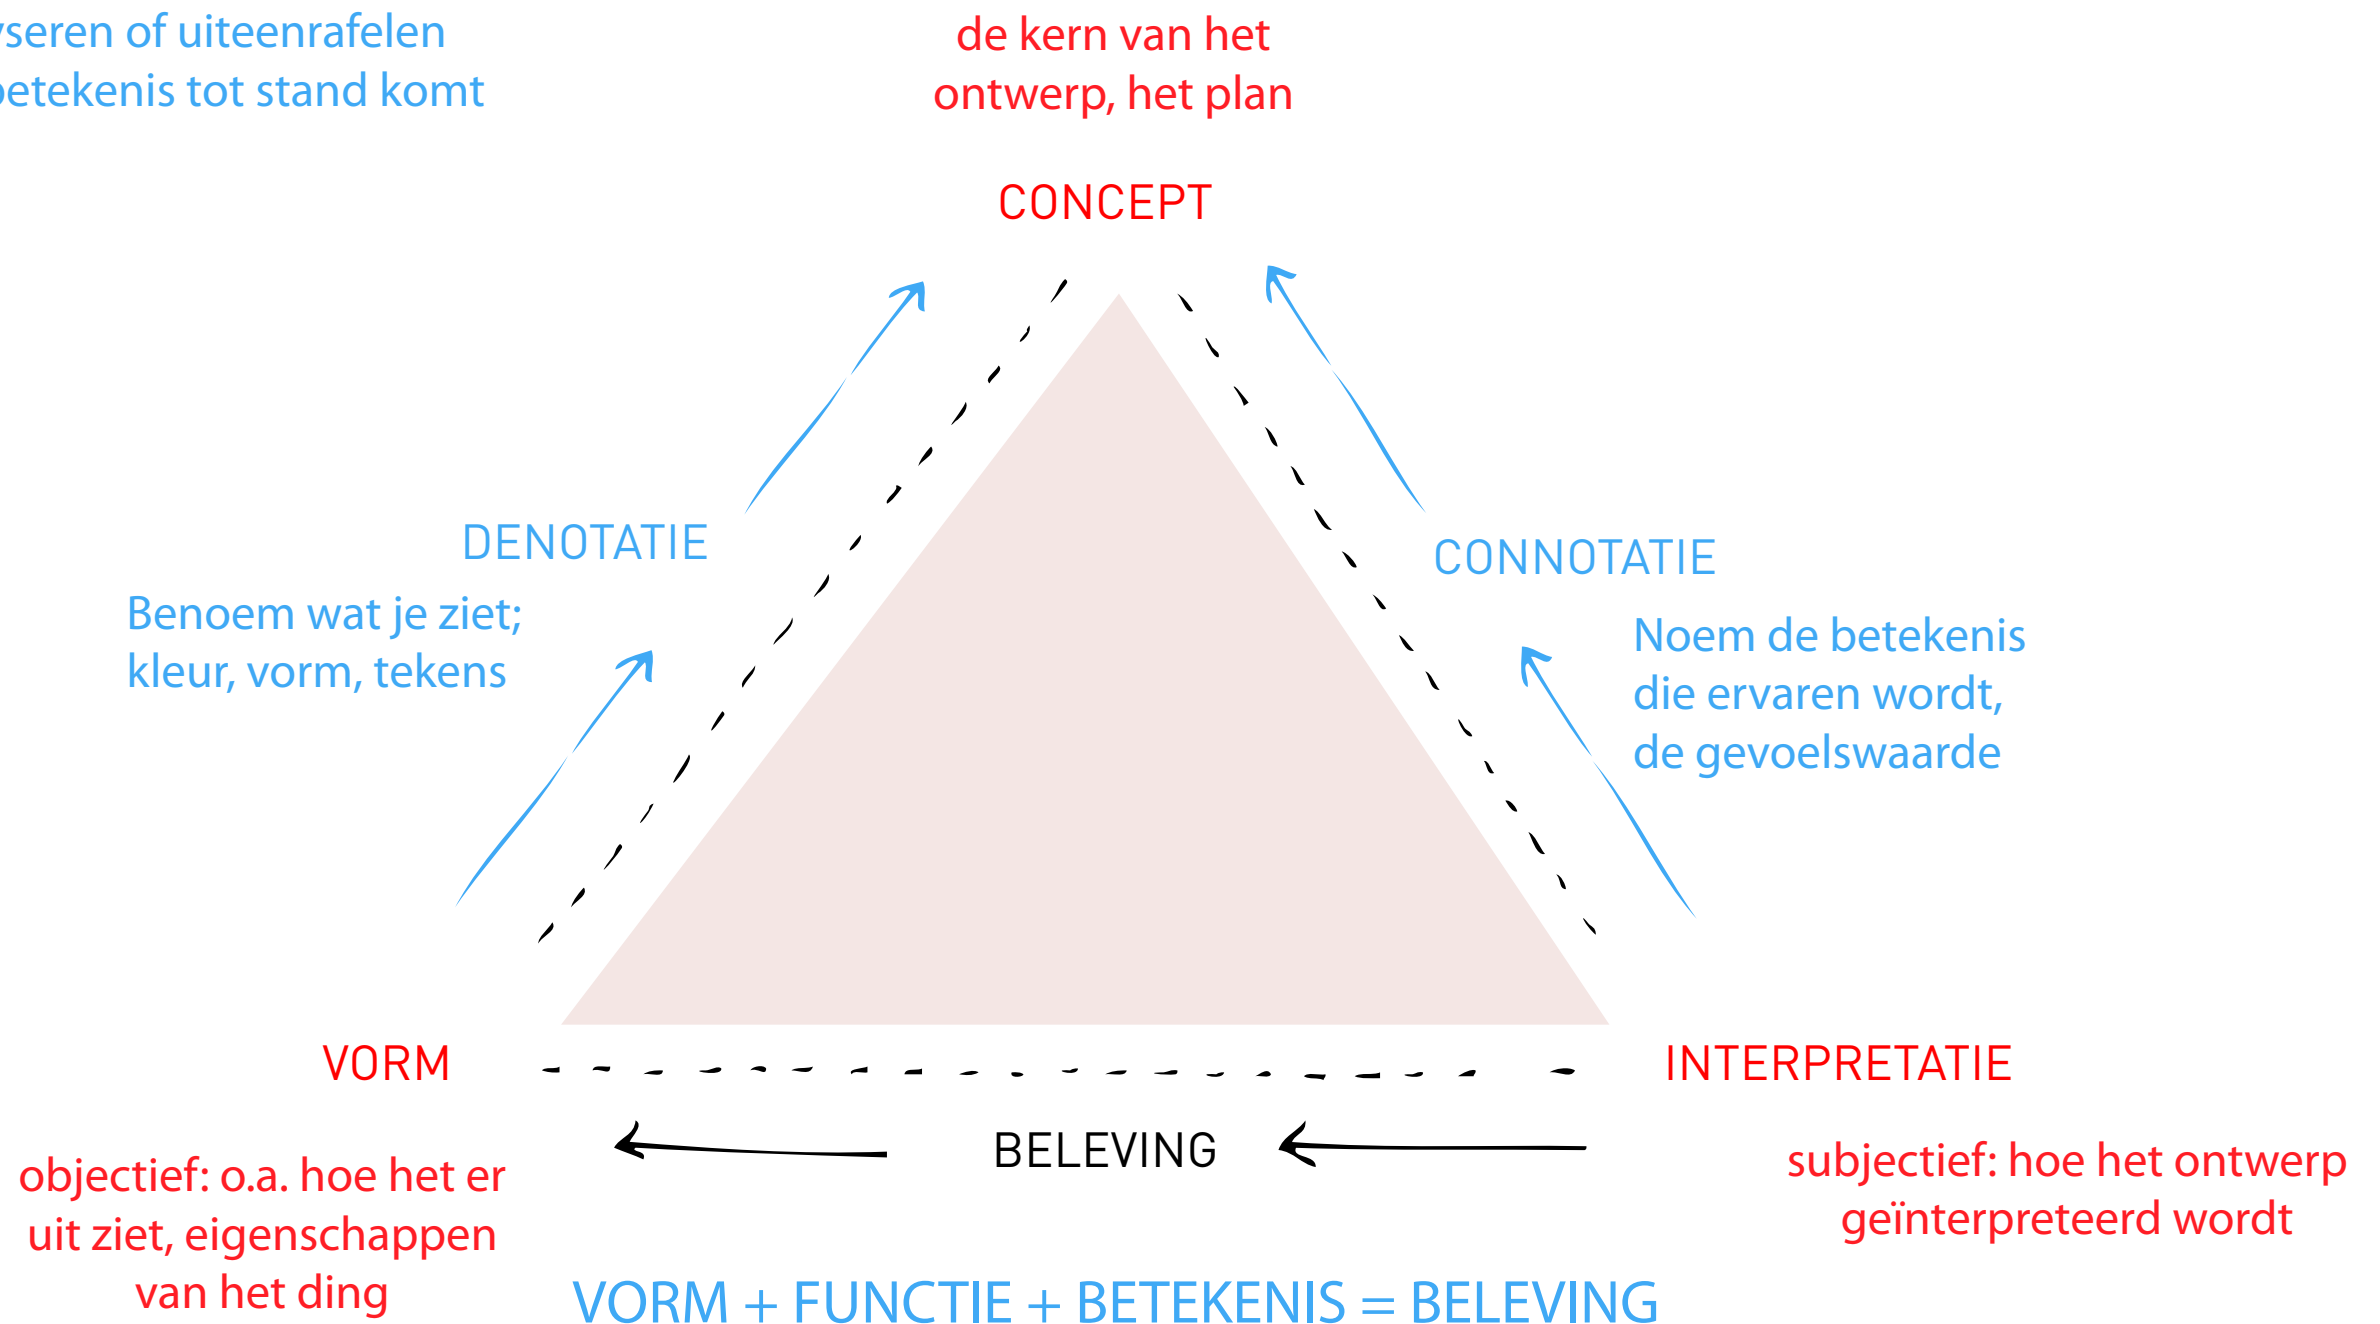 of uiteenrafelen
tot stand komt
de kern van het
ontwerp, het plan
CONCEPT
DENOTATIE
Benoem wat je ziet;
kleur, vorm, tekens
CONNOTATIE
Noem de betekenis
die ervaren wordt,
de gevoelswaarde
VORM
objectief: o.a. hoe het er
uit ziet, eigenschappen
van het ding
BELEVING
INTERPRETATIE
subjectief: hoe het ontwerp
geïnterpreteerd wordt
VORM + FUNCTIE + BETEKENIS = BELEVING